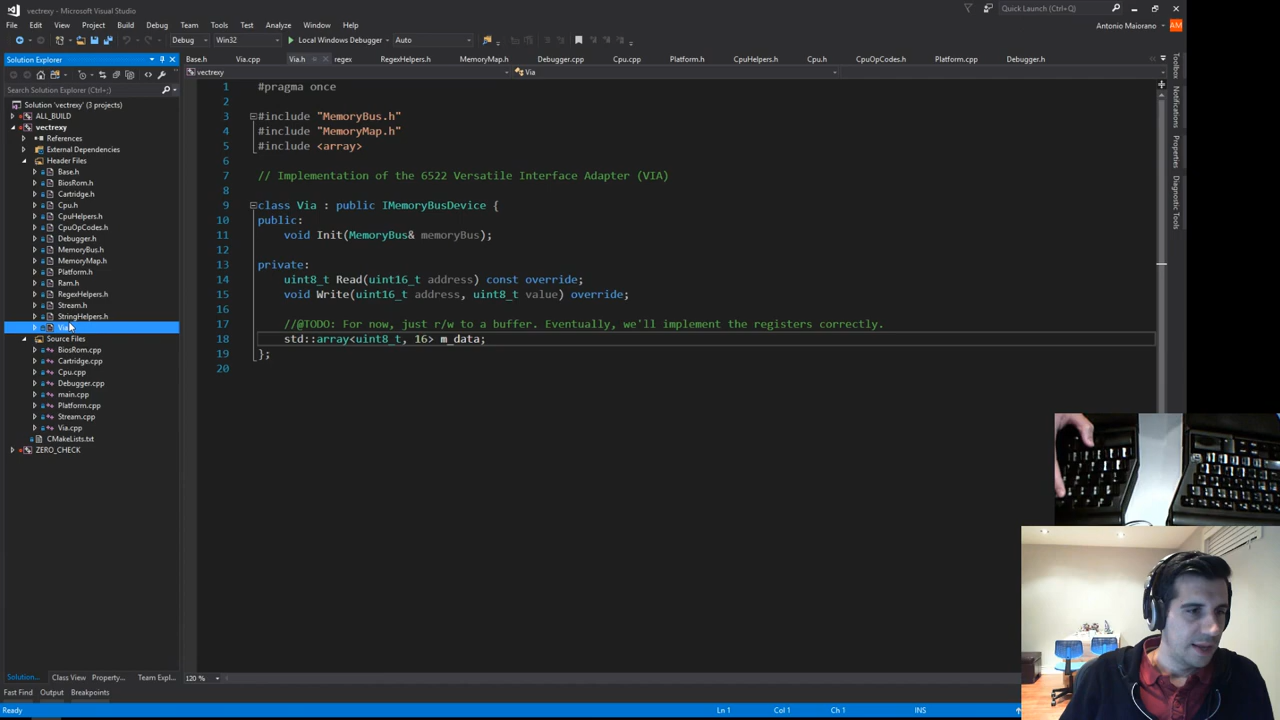 vectrexy - Microsoft Visual Studio
Quick Launch (Ctrl+;)
File Edit View Project Build Debug Team Tools Test Analyze Window Help
Antonio Maiorano AM
Debug Win32 Local Windows Debugger Auto
Solution Explorer
Base.h Via.cpp Via.h regex RegexHelpers.h MemoryMap.h Debugger.cpp Cpu.cpp Platform.h CpuHelpers.h Cpu.h CpuOpCodes.h Platform.cpp Debugger.h
vectrexy Via
Search Solution Explorer (Ctrl+;)
Solution 'vectrexy' (3 projects)
ALL_BUILD
vectrexy
References
External Dependencies
Header Files
Base.h
BiosRom.h
Cartridge.h
Cpu.h
CpuHelpers.h
CpuOpCodes.h
Debugger.h
MemoryBus.h
MemoryMap.h
Platform.h
Ram.h
RegexHelpers.h
Stream.h
StringHelpers.h
Via
Source Files
BiosRom.cpp
Cartridge.cpp
Cpu.cpp
Debugger.cpp
main.cpp
Platform.cpp
Stream.cpp
Via.cpp
CMakeLists.txt
ZERO_CHECK
1 #pragma once
2
3 #include "MemoryBus.h"
4 #include "MemoryMap.h"
5 #include <array>
6
7 // Implementation of the 6522 Versatile Interface Adapter (VIA)
8
9 class Via : public IMemoryBusDevice {
10 public:
11 void Init(MemoryBus& memoryBus);
12
13 private:
14 uint8_t Read(uint16_t address) const override;
15 void Write(uint16_t address, uint8_t value) override;
16
17 //@TODO: For now, just r/w to a buffer. Eventually, we'll implement the registers correctly.
18 std::array<uint8_t, 16> m_data;
19 };
20
Toolbox
Notifications
Properties
Diagnostic Tools
120 %
Solution... Class View Property... Team Expl...
Fast Find Output Breakpoints
Ready Ln 1 Col 1 Ch 1 INS